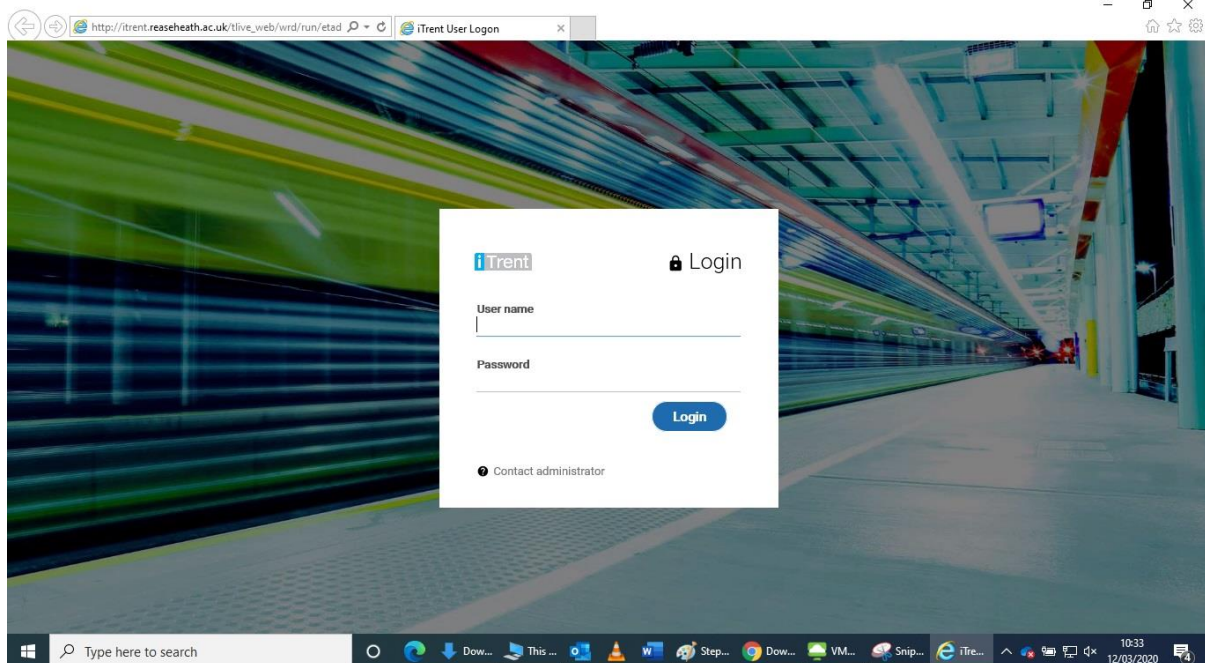 http://itrent.reaseheath.ac.uk/tlive_web/wrd/run/etad
iTrent User Logon
iTrent
Login
User name
Password
Login
Contact administrator
Type here to search
Dow...
This ...
Step...
Dow...
VM...
Snip...
iTre...
10:33
12/03/2020
4